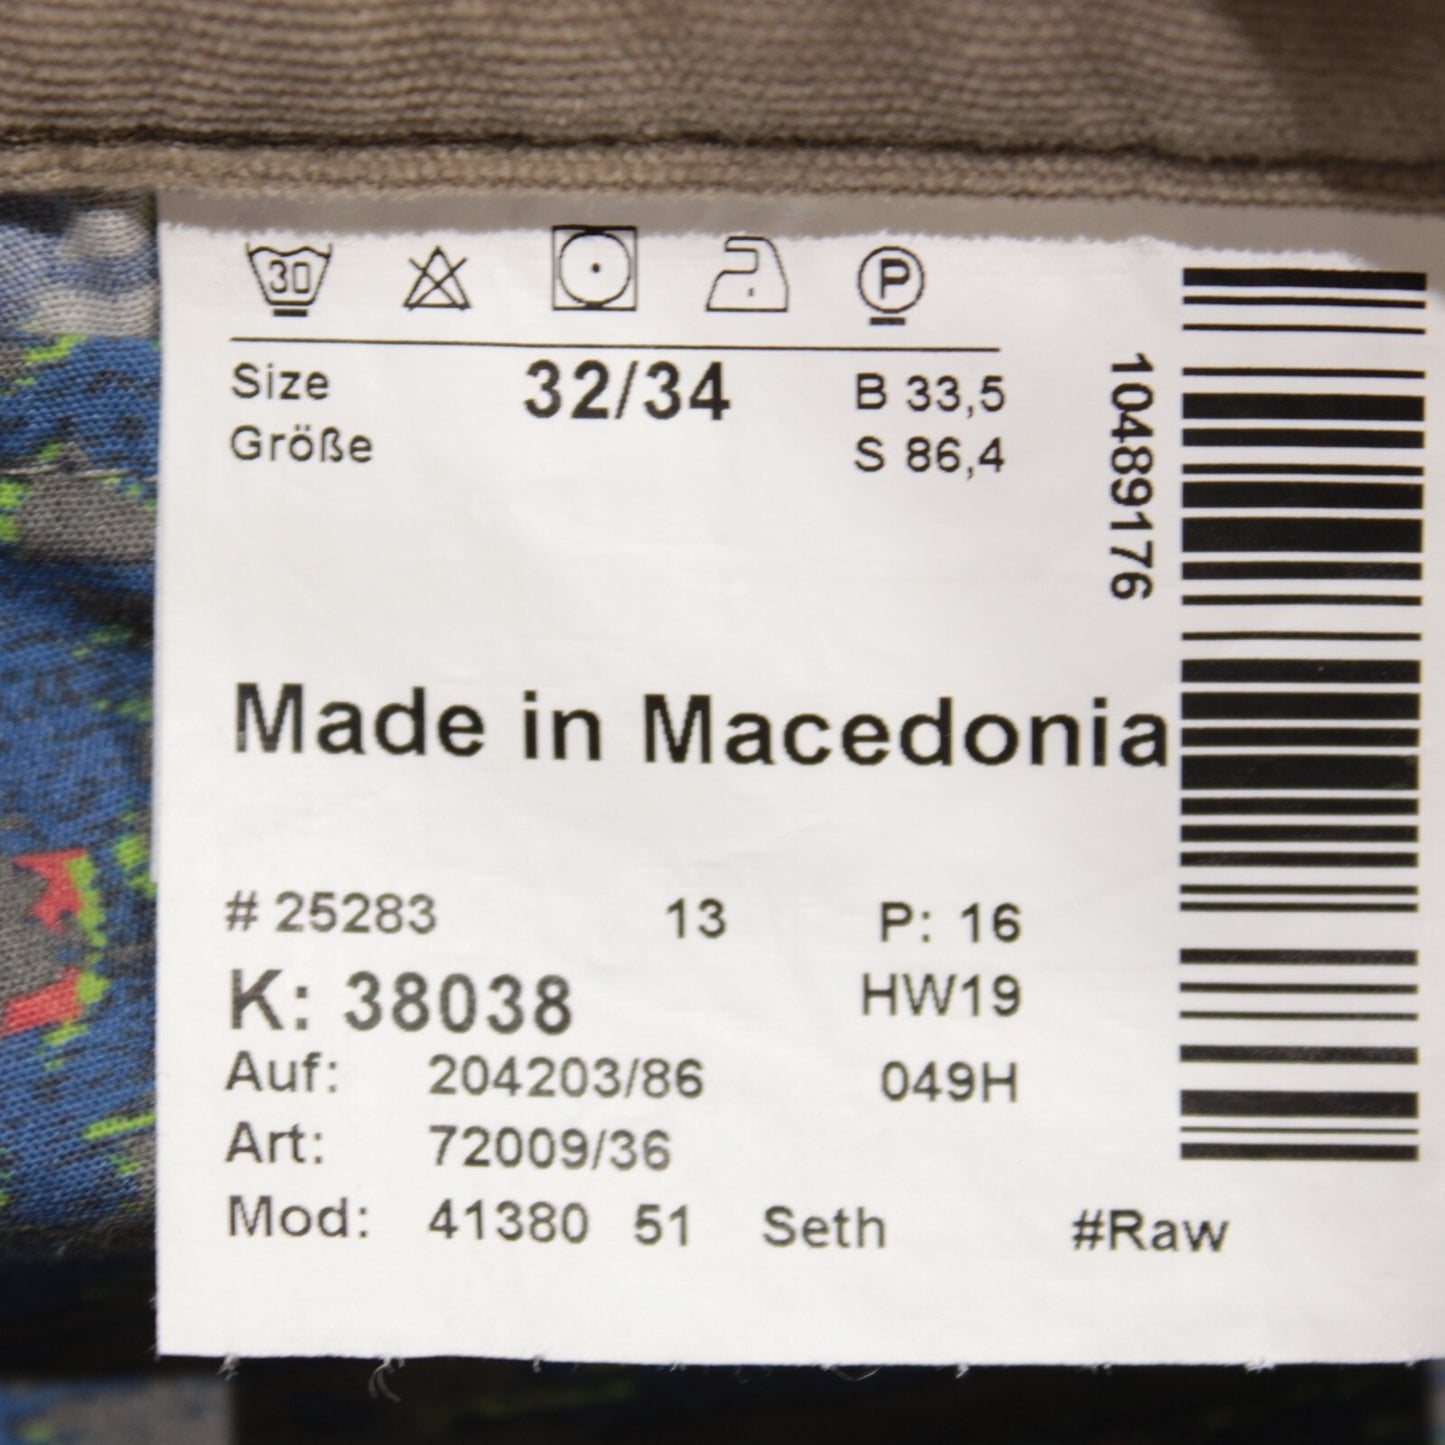 30 P
Size 32/34 B 33,5
Größe S 86,4
10489176
Made in Macedonia
# 25283 13 P: 16
K: 38038 HW19
Auf: 204203/86 049H
Art: 72009/36
Mod: 41380 51 Seth #Raw